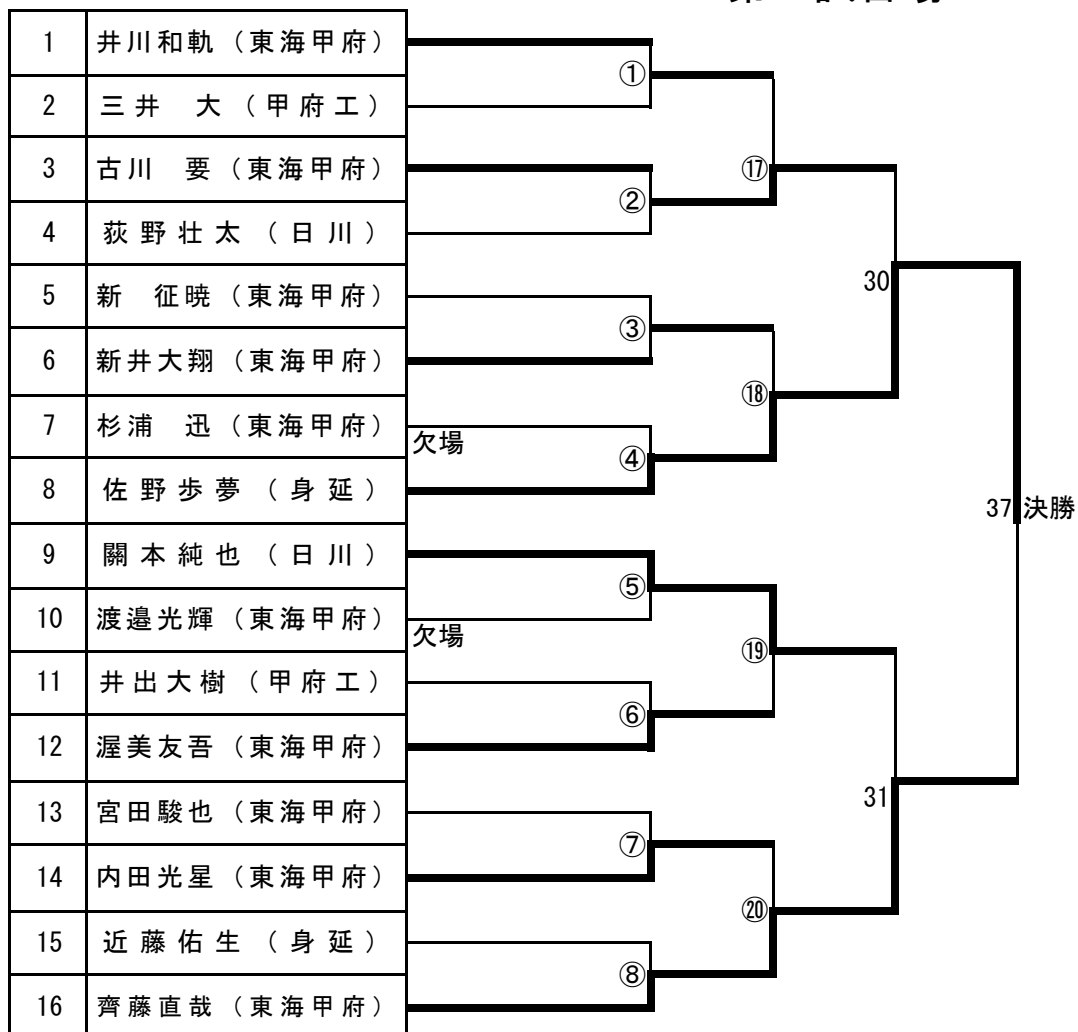 1 井川和軌（東海甲府）
①
2 三井 大（甲府工）
3 古川 要（東海甲府）
⑰
②
4 荻野壮太（日川）
30
5 新 征暁（東海甲府）
③
6 新井大翔（東海甲府）
⑱
7 杉浦 迅（東海甲府）
欠場
④
8 佐野歩夢（身延）
37 決勝
9 關本純也（日川）
⑤
10 渡邉光輝（東海甲府）
欠場
⑲
11 井出大樹（甲府工）
⑥
12 渥美友吾（東海甲府）
31
13 宮田駿也（東海甲府）
⑦
14 内田光星（東海甲府）
⑳
15 近藤佑生（身延）
⑧
16 齊藤直哉（東海甲府）